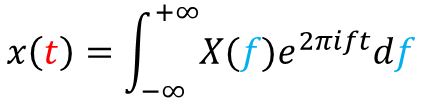 x(t) = ∫_{-∞}^{+∞} X(f)e^{2πift}df